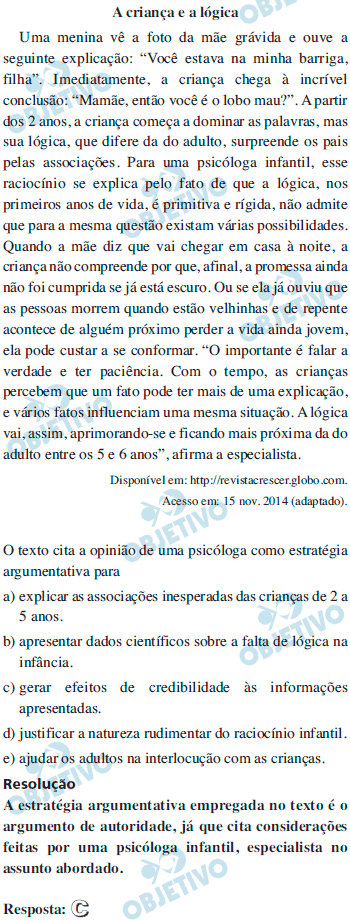 A criança e a lógica
Uma menina vê a foto da mãe grávida e ouve a
seguinte explicação: “Você estava na minha barriga,
filha”. Imediatamente, a criança chega à incrível
conclusão: “Mamãe, então você é o lobo mau?”. A partir
dos 2 anos, a criança começa a dominar as palavras, mas
sua lógica, que difere da do adulto, surpreende os pais
pelas associações. Para uma psicóloga infantil, esse
raciocínio se explica pelo fato de que a lógica, nos
primeiros anos de vida, é primitiva e rígida, não admite
que para a mesma questão existam várias possibilidades.
Quando a mãe diz que vai chegar em casa à noite, a
criança não compreende por que, afinal, a promessa ainda
não foi cumprida se já está escuro. Ou se ela já ouviu que
as pessoas morrem quando estão velhinhas e de repente
acontece de alguém próximo perder a vida ainda jovem,
ela pode custar a se conformar. “O importante é falar a
verdade e ter paciência. Com o tempo, as crianças
percebem que um fato pode ter mais de uma explicação,
e vários fatos influenciam uma mesma situação. A lógica
vai, assim, aprimorando-se e ficando mais próxima da do
adulto entre os 5 e 6 anos”, afirma a especialista.
Disponível em: http://revistacrescer.globo.com.
Acesso em: 15 nov. 2014 (adaptado).
O texto cita a opinião de uma psicóloga como estratégia
argumentativa para
a) explicar as associações inesperadas das crianças de 2 a
5 anos.
b) apresentar dados científicos sobre a falta de lógica na
infância.
c) gerar efeitos de credibilidade às informações
apresentadas.
d) justificar a natureza rudimentar do raciocínio infantil.
e) ajudar os adultos na interlocução com as crianças.
Resolução
A estratégia argumentativa empregada no texto é o
argumento de autoridade, já que cita considerações
feitas por uma psicóloga infantil, especialista no
assunto abordado.
Resposta: C
OBJETIVO
OBJETIVO
OBJETIVO
OBJETIVO
OBJETIVO
OBJETIVO
OBJETIVO
OBJETIVO
OBJETIVO